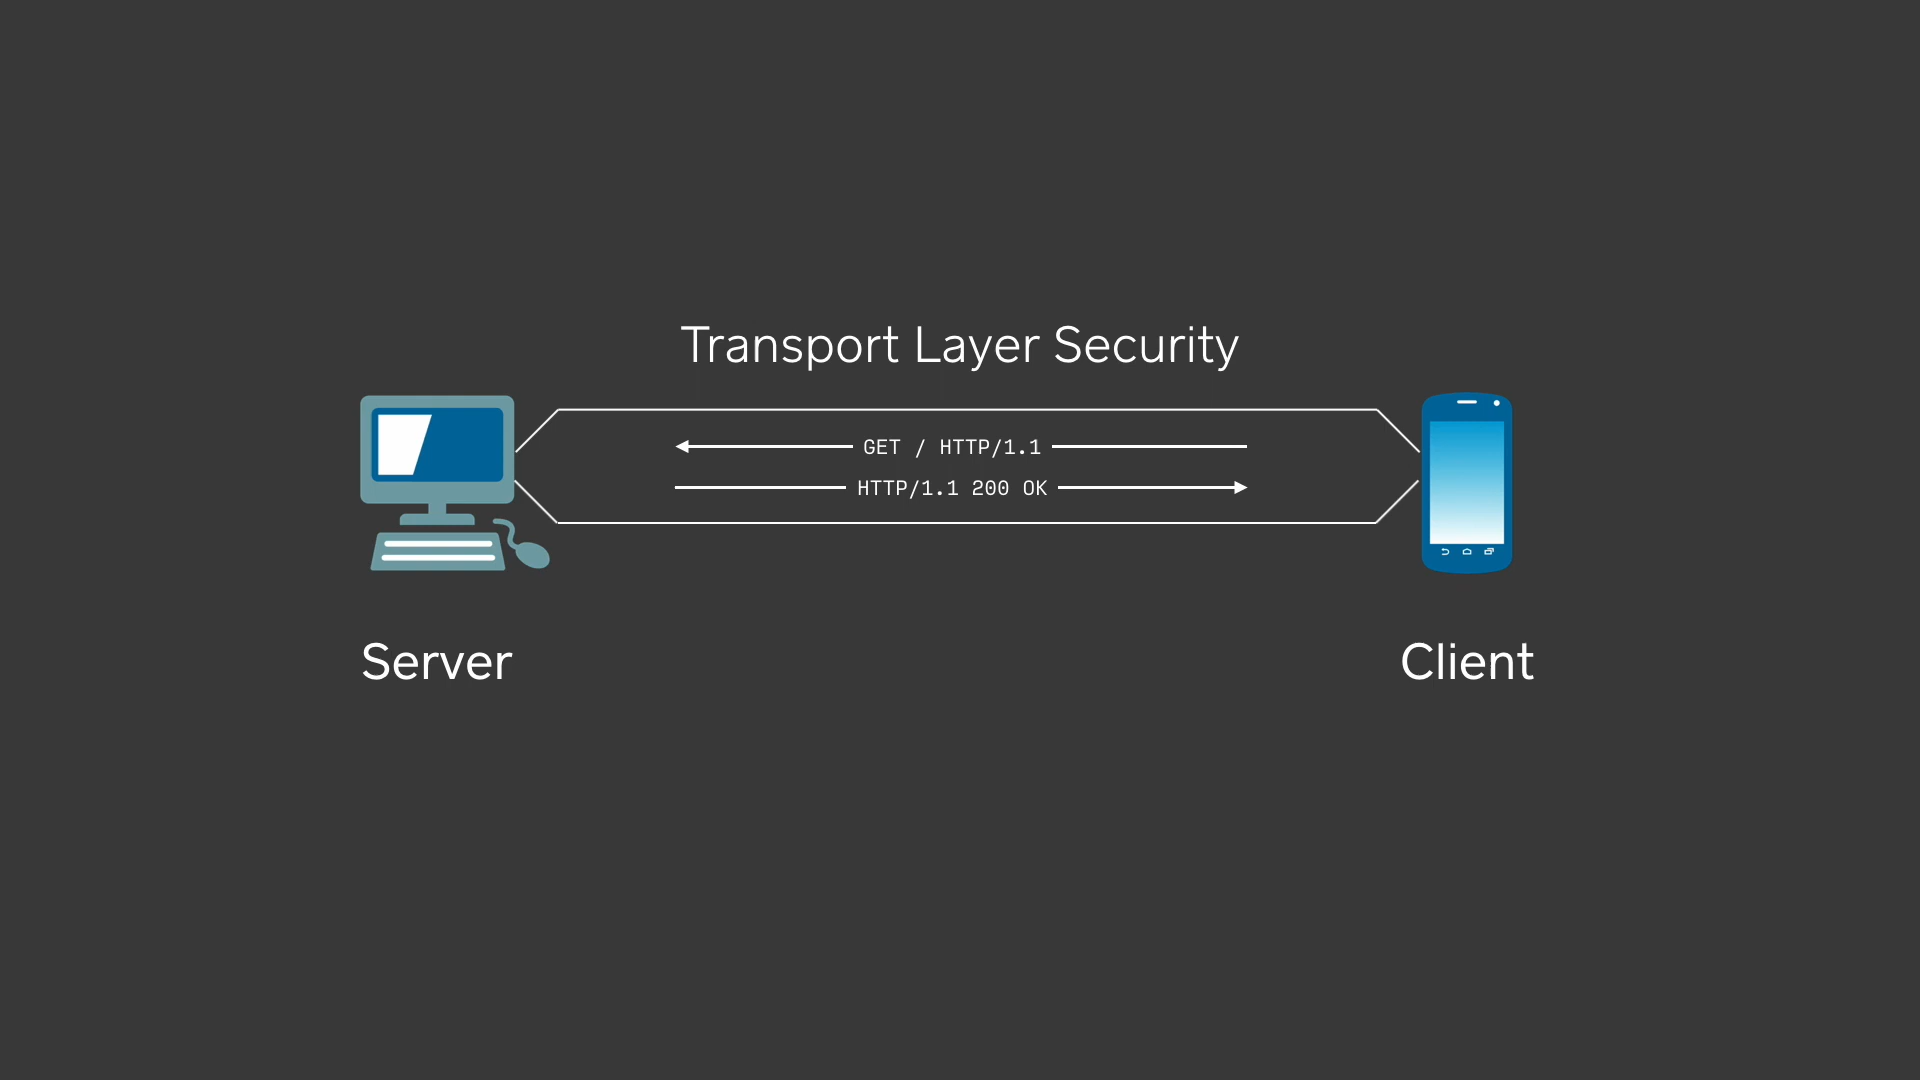 Transport Layer Security
GET / HTTP/1.1
HTTP/1.1 200 OK
Server
Client